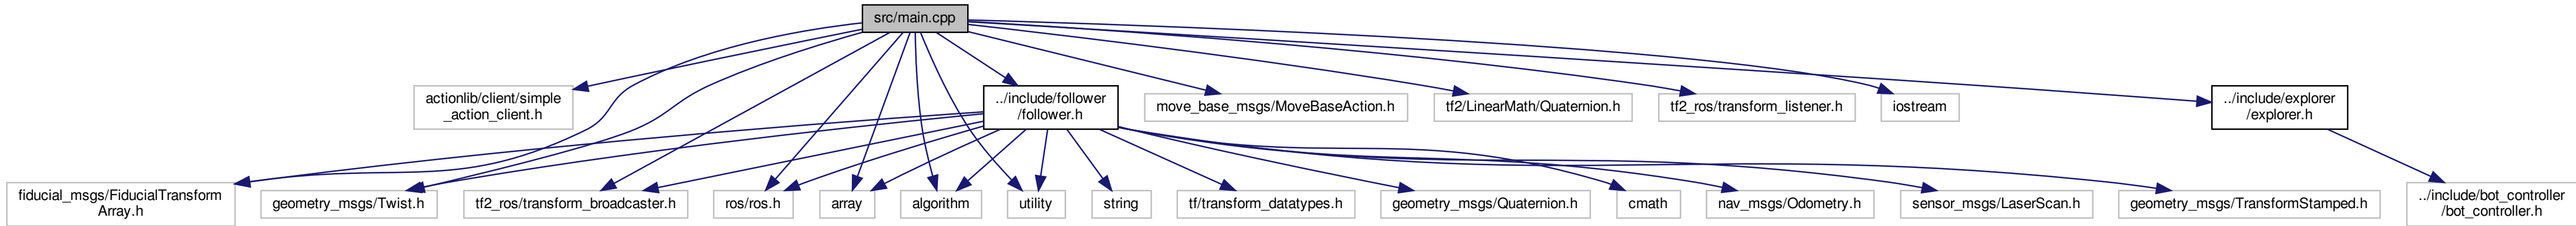 src/main.cpp
actionlib/client/simple
_action_client.h
../include/follower
/follower.h
move_base_msgs/MoveBaseAction.h
tf2/LinearMath/Quaternion.h
tf2_ros/transform_listener.h
iostream
../include/explorer
/explorer.h
fiducial_msgs/FiducialTransform
Array.h
geometry_msgs/Twist.h
tf2_ros/transform_broadcaster.h
ros/ros.h
array
algorithm
utility
string
tf/transform_datatypes.h
geometry_msgs/Quaternion.h
cmath
nav_msgs/Odometry.h
sensor_msgs/LaserScan.h
geometry_msgs/TransformStamped.h
../include/bot_controller
/bot_controller.h